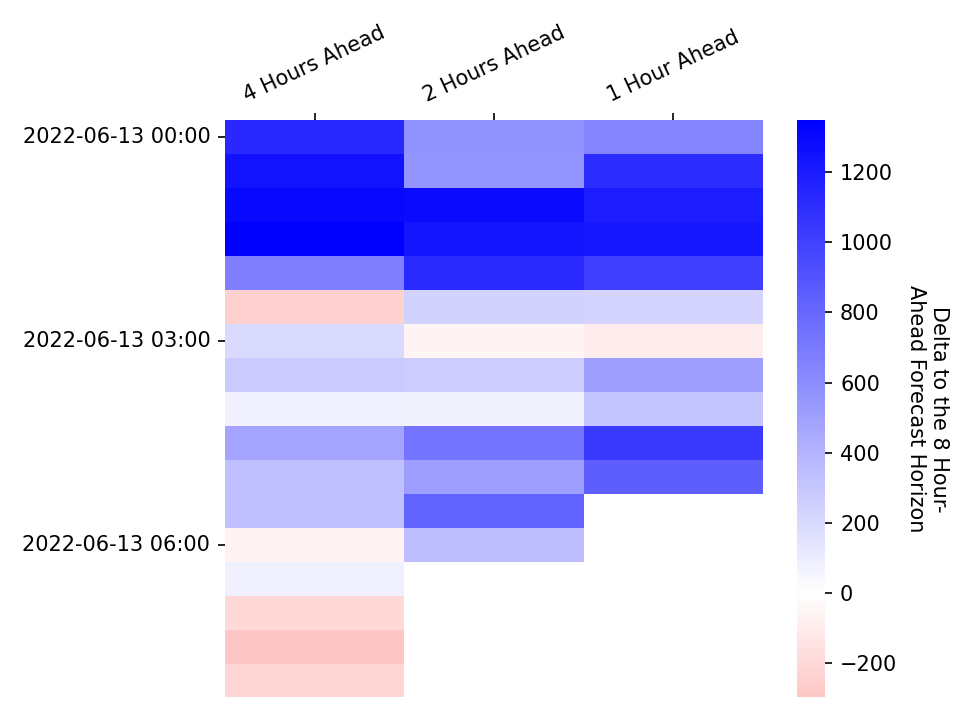 4 Hours Ahead
2 Hours Ahead
1 Hour Ahead
2022-06-13 00:00
2022-06-13 03:00
2022-06-13 06:00
1200
1000
800
600
400
200
0
−200
Delta to the 8 Hour-
Ahead Forecast Horizon